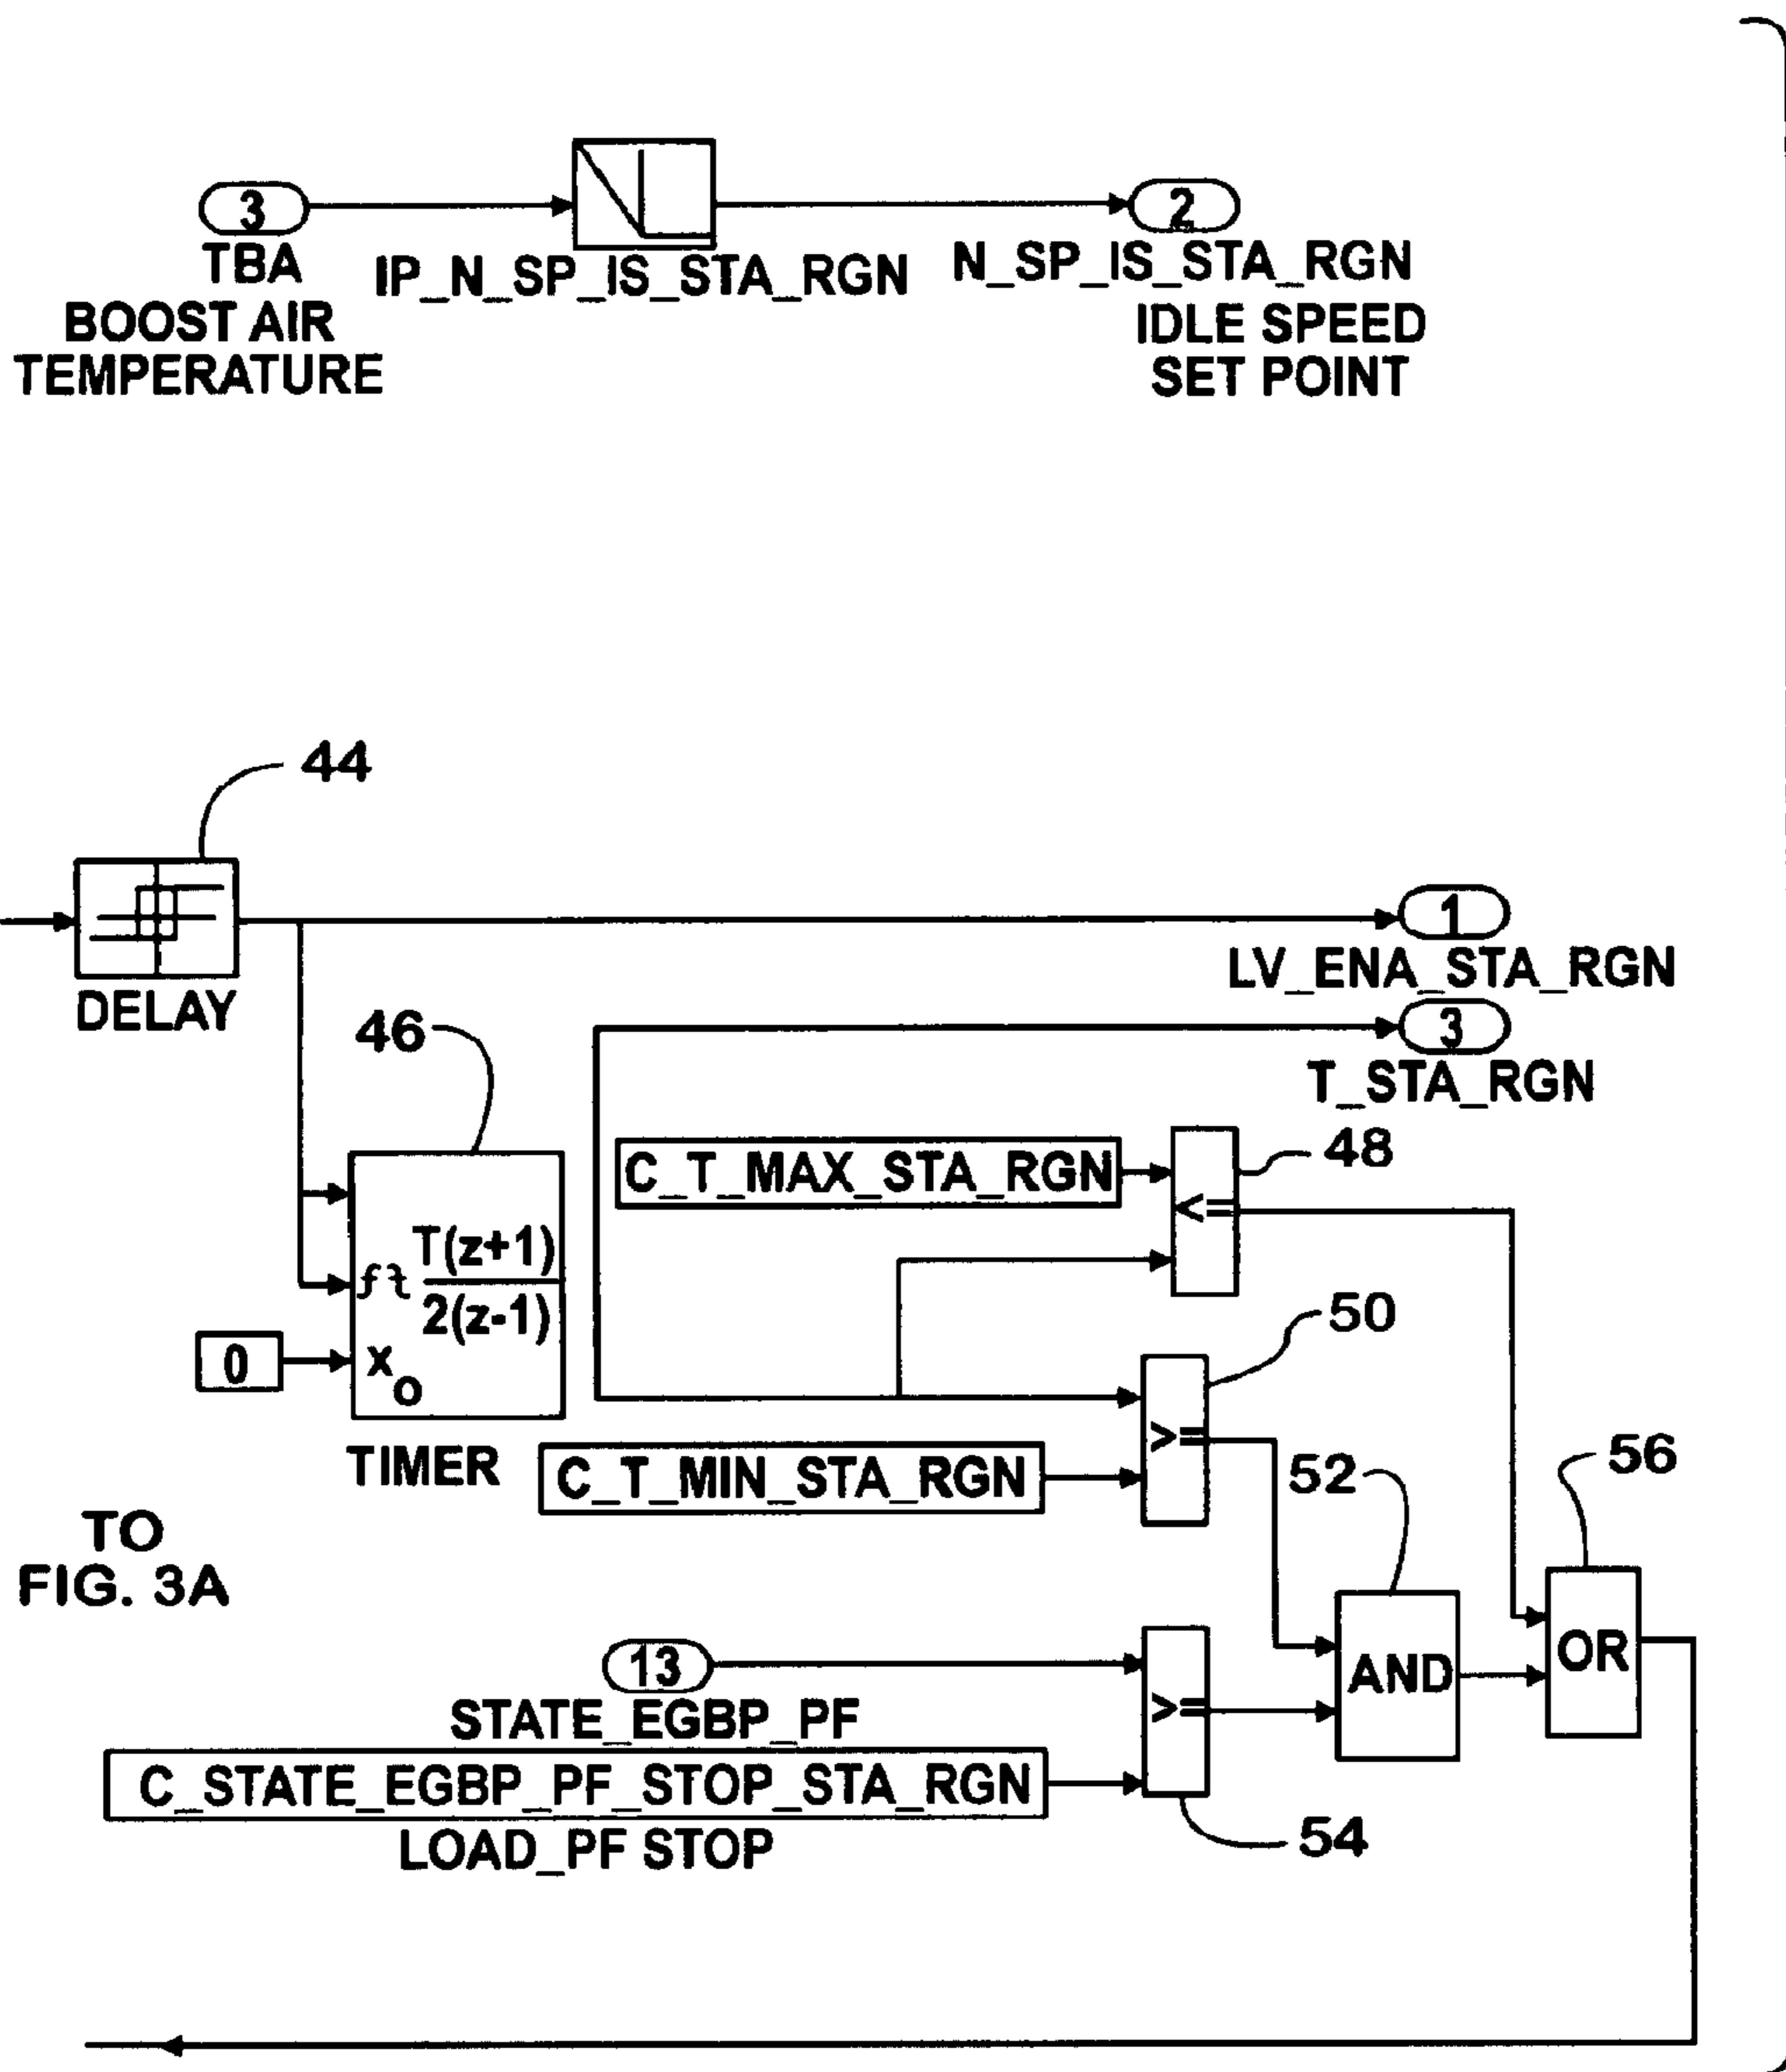 3
TBA
BOOST AIR
TEMPERATURE
IP_N_SP_IS_STA_RGN
2
N_SP_IS_STA_RGN
IDLE SPEED
SET POINT
44
DELAY
1
LV_ENA_STA_RGN
3
T_STA_RGN
46
T(z+1)
2(z-1)
x
o
0
TIMER
C_T_MAX_STA_RGN
<=
48
50
>=
C_T_MIN_STA_RGN
52
56
TO
FIG. 3A
13
STATE_EGBP_PF
>=
AND
OR
C_STATE_EGBP_PF_STOP_STA_RGN
LOAD_PF STOP
54